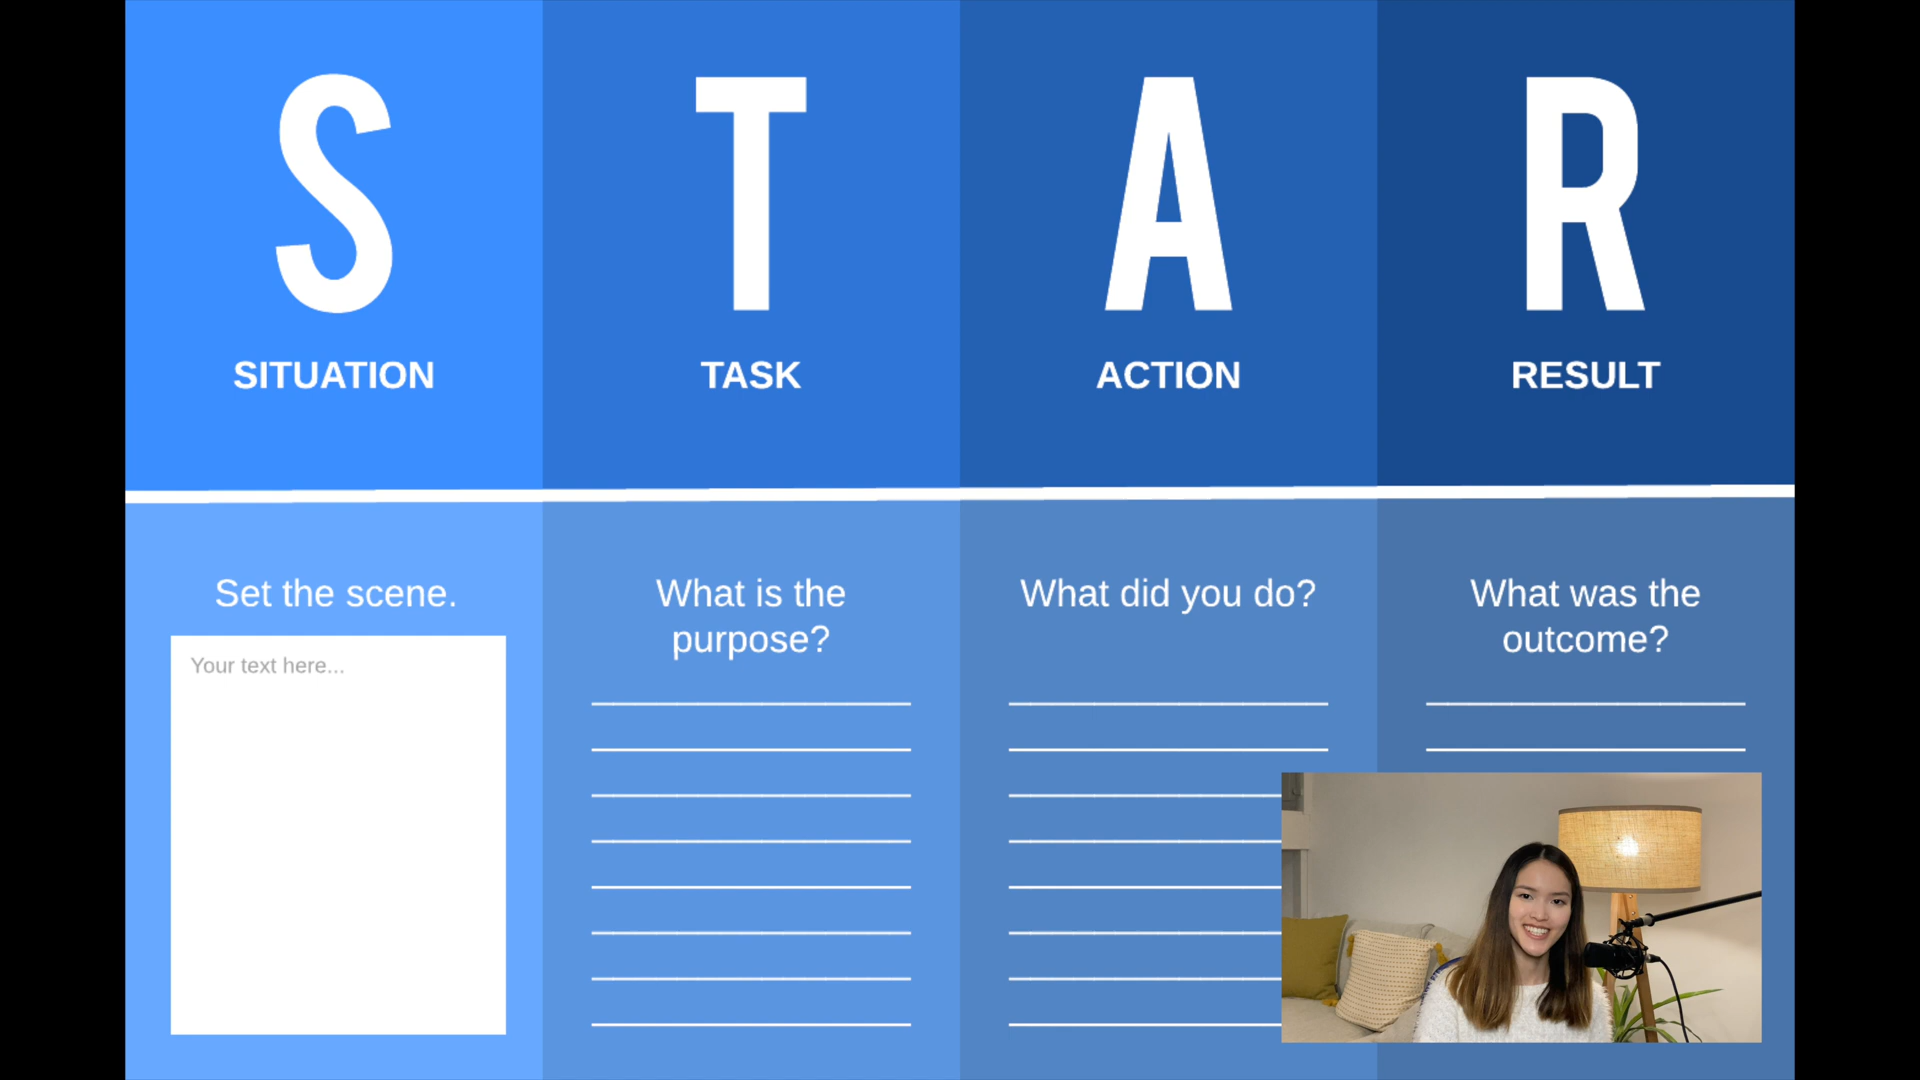 S
T
A
R
SITUATION
TASK
ACTION
RESULT
Set the scene.
Your text here...
What is the
purpose?
What did you do?
What was the
outcome?